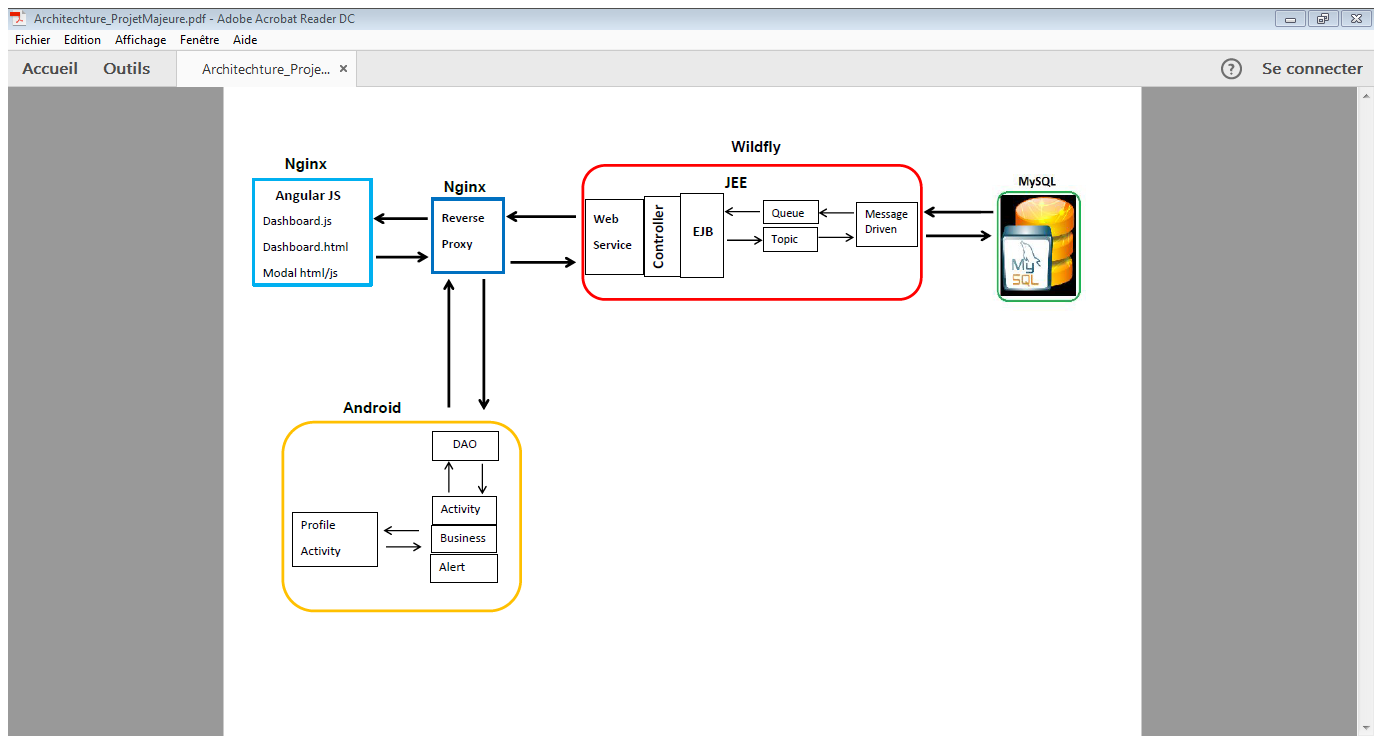 Architechture_ProjetMajeure.pdf - Adobe Acrobat Reader DC
Fichier Edition Affichage Fenêtre Aide
Accueil Outils Architechture_Proje... × ? Se connecter
Wildfly
Nginx
Nginx
JEE
MySQL
Angular JS
Dashboard.js
Dashboard.html
Modal html/js
Reverse
Proxy
Web
Service
Controller
EJB
Queue
Topic
Message
Driven
My
SQL
Android
DAO
Activity
Business
Alert
Profile
Activity